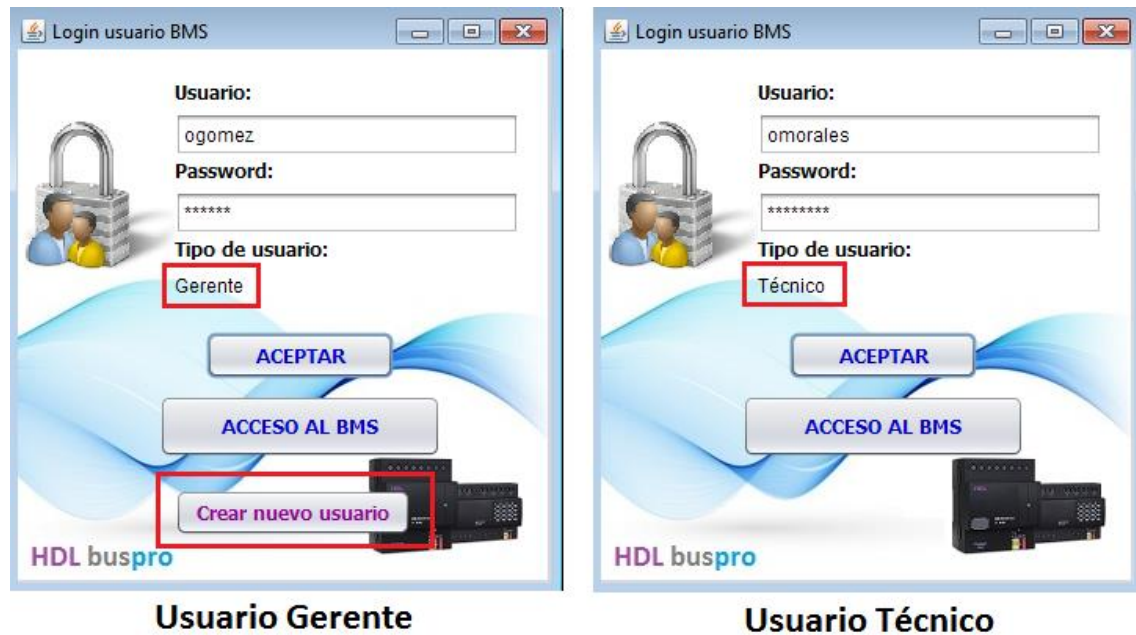 Login usuario BMS
Usuario:
ogomez
Password:
******
Tipo de usuario:
Gerente
ACEPTAR
ACCESO AL BMS
Crear nuevo usuario
HDL buspro
Usuario Gerente
Login usuario BMS
Usuario:
omorales
Password:
********
Tipo de usuario:
Técnico
ACEPTAR
ACCESO AL BMS
HDL buspro
Usuario Técnico